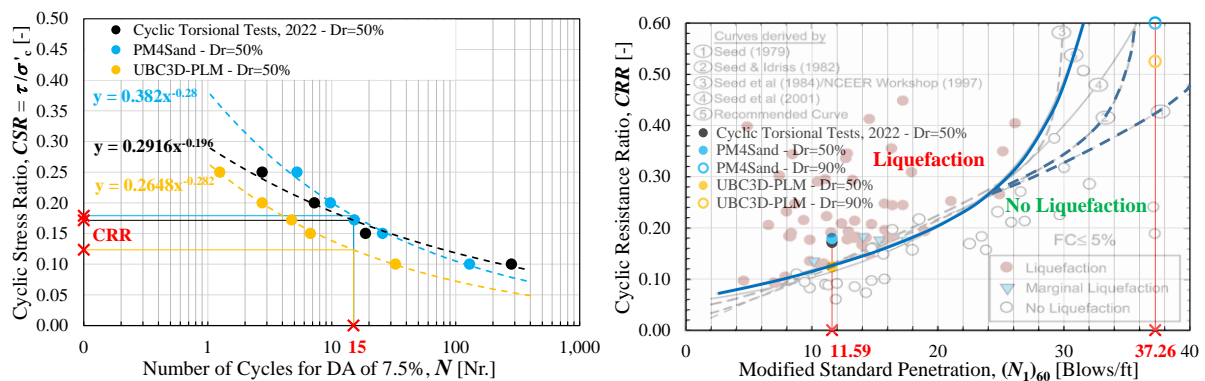 Cyclic Stress Ratio, CSR = τ/σ'. [-]
0.50
0.45
0.40
0.35
0.30
0.25
0.20
0.15
0.10
0.05
0.00
Cyclic Torsional Tests, 2022 - Dr=50%
PM4Sand - Dr=50%
UBC3D-PLM - Dr=50%
y = 0.382x^-0.28
y = 0.2916x^-0.196
y = 0.2648x^-0.282
CRR
0 1 10 15 100 1,000
Number of Cycles for DA of 7.5%, N [Nr.]
Cyclic Resistance Ratio, CRR [-]
0.60
0.50
0.40
0.30
0.20
0.10
0.00
Curves derived by
1 Seed (1979)
2 Seed & Idriss (1982)
3 Seed et al (1984)/NCEER Workshop (1997)
4 Seed et al (2001)
5 Recommended Curve
Cyclic Torsional Tests, 2022 - Dr=50%
PM4Sand - Dr=50%
PM4Sand - Dr=90%
UBC3D-PLM - Dr=50%
UBC3D-PLM - Dr=90%
3
4
2
Liquefaction
No Liquefaction
FC≤ 5%
Liquefaction
Marginal Liquefaction
No Liquefaction
0 10 11.59 20 30 37.26 40
Modified Standard Penetration, (N1)60 [Blows/ft]